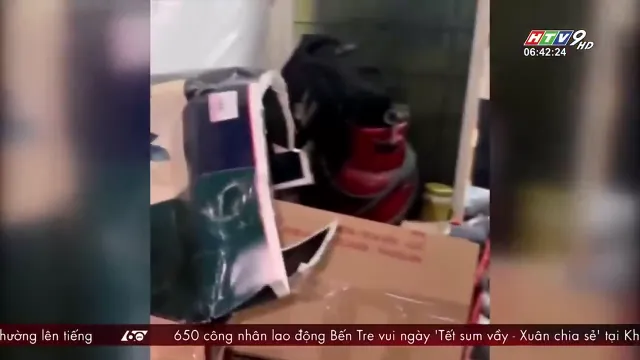 HTV9 HD
06:42:24
hường lên tiếng 60 650 công nhân lao động Bến Tre vui ngày 'Tết sum vầy - Xuân chia sẻ' tại Kh